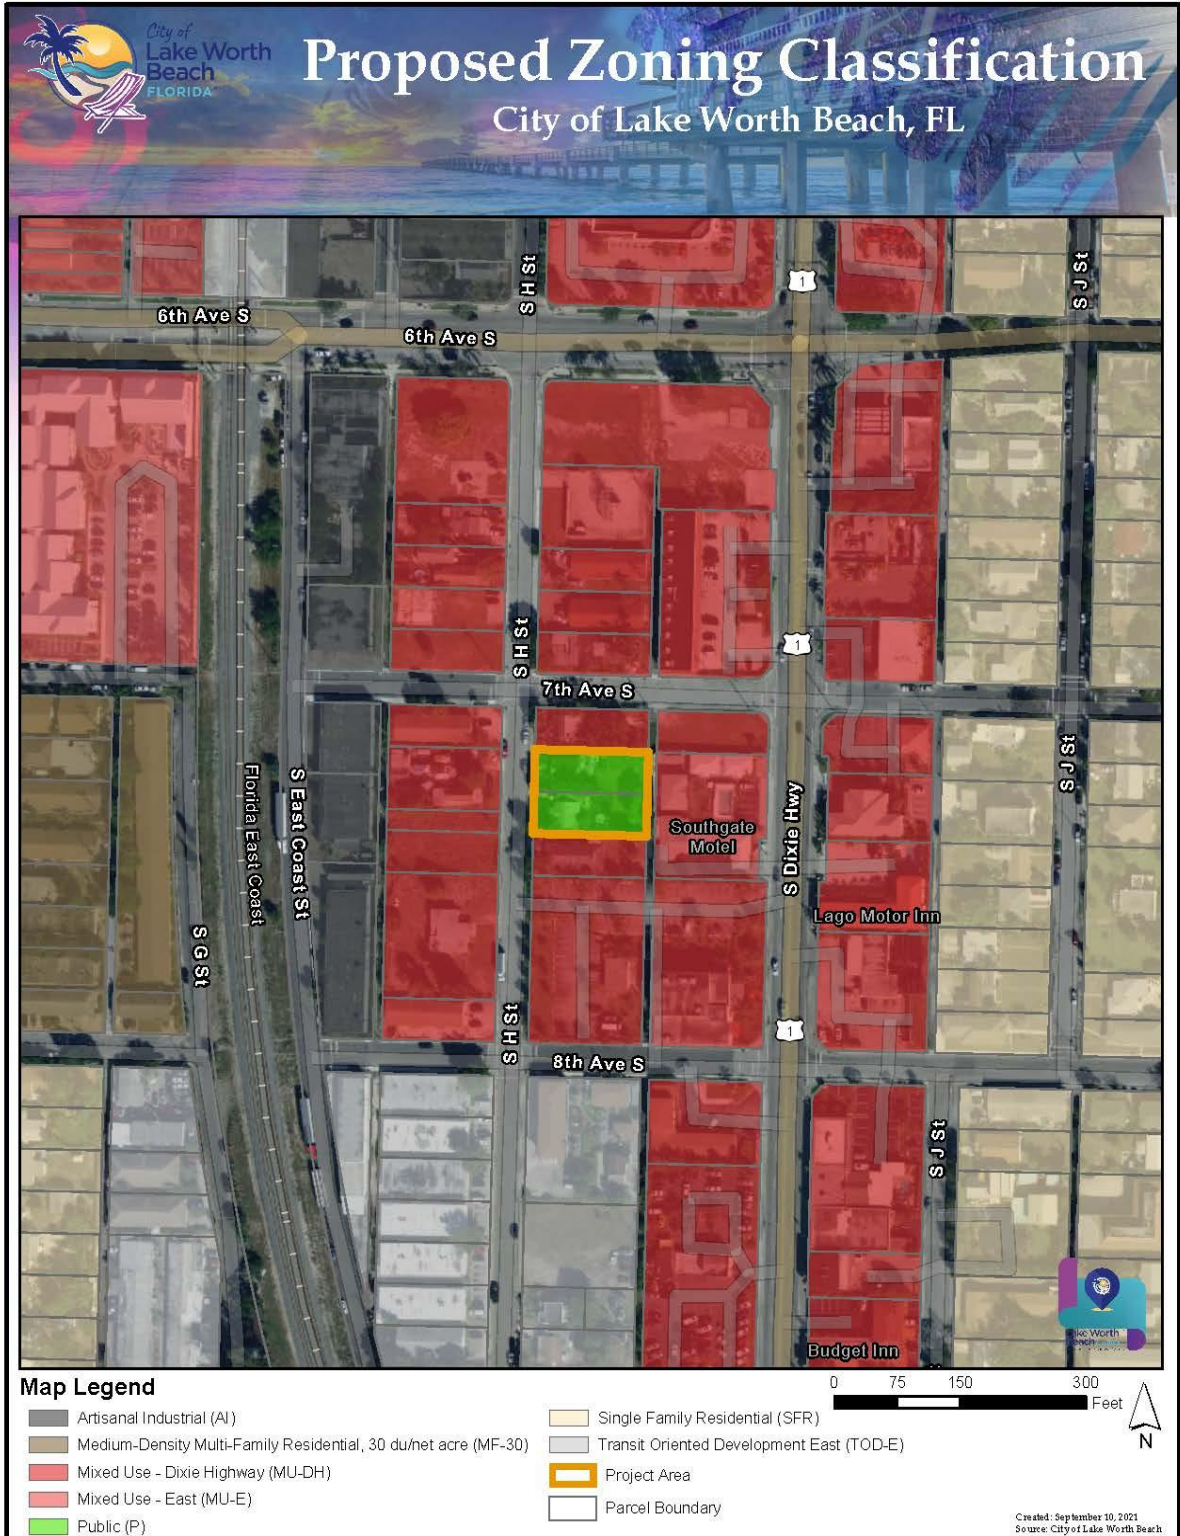 City of
Lake Worth
Beach
FLORIDA
Proposed Zoning Classification
City of Lake Worth Beach, FL
S H St
1
S J St
6th Ave S
6th Ave S
S H St
1
7th Ave S
S J St
Florida East Coast
S East Coast St
S Dixie Hwy
Southgate
Motel
Lago Motor Inn
S G St
S H St
1
8th Ave S
S J St
Lake Worth
Beach
Budget Inn
Map Legend
Artisanal Industrial (AI)
Medium-Density Multi-Family Residential, 30 du/net acre (MF-30)
Mixed Use - Dixie Highway (MU-DH)
Mixed Use - East (MU-E)
Public (P)
Single Family Residential (SFR)
Transit Oriented Development East (TOD-E)
Project Area
Parcel Boundary
0 75 150 300
Feet
N
Created: September 10, 2021
Source: City of Lake Worth Beach